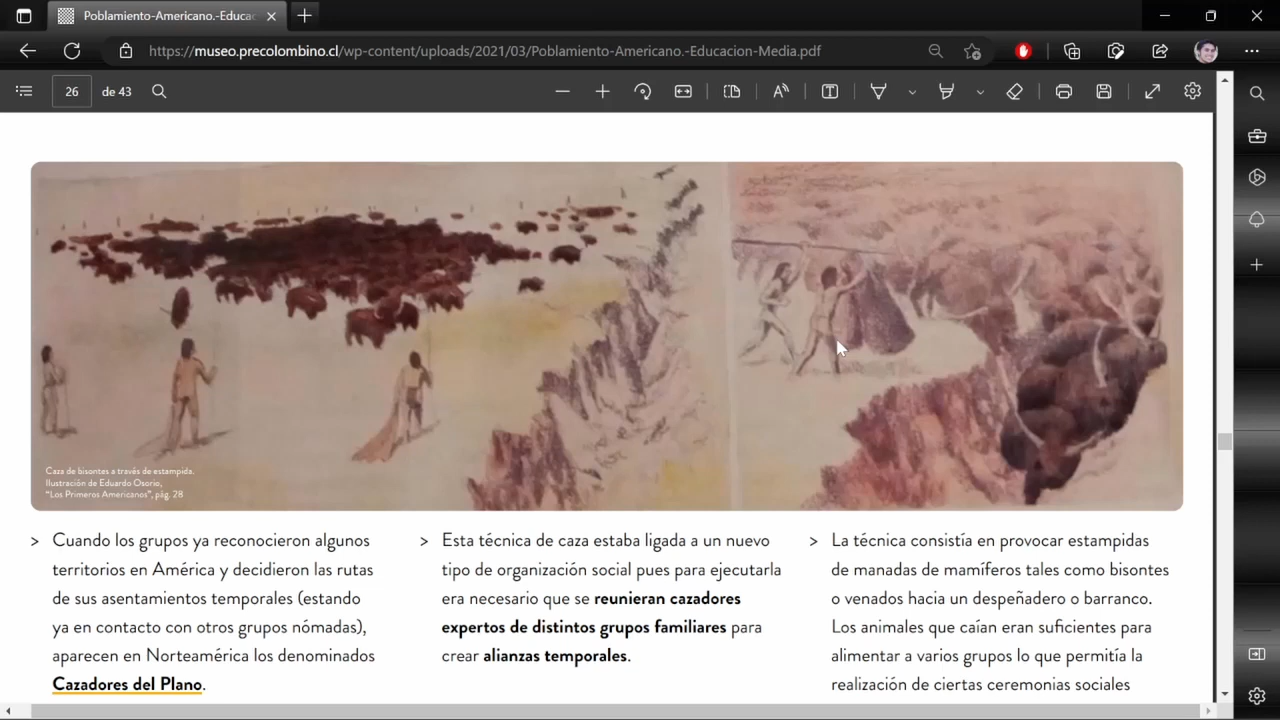 Poblamiento-Americano.-Educac
https://museo.precolombino.cl/wp-content/uploads/2021/03/Poblamiento-Americano.-Educacion-Media.pdf
26 de 43
Caza de bisontes a través de estampida.
Ilustración de Eduardo Osorio,
“Los Primeros Americanos”, pág. 28
> Cuando los grupos ya reconocieron algunos
territorios en América y decidieron las rutas
de sus asentamientos temporales (estando
ya en contacto con otros grupos nómadas),
aparecen en Norteamérica los denominados
Cazadores del Plano.
> Esta técnica de caza estaba ligada a un nuevo
tipo de organización social pues para ejecutarla
era necesario que se reunieran cazadores
expertos de distintos grupos familiares para
crear alianzas temporales.
> La técnica consistía en provocar estampidas
de manadas de mamíferos tales como bisontes
o venados hacia un despeñadero o barranco.
Los animales que caían eran suficientes para
alimentar a varios grupos lo que permitía la
realización de ciertas ceremonias sociales